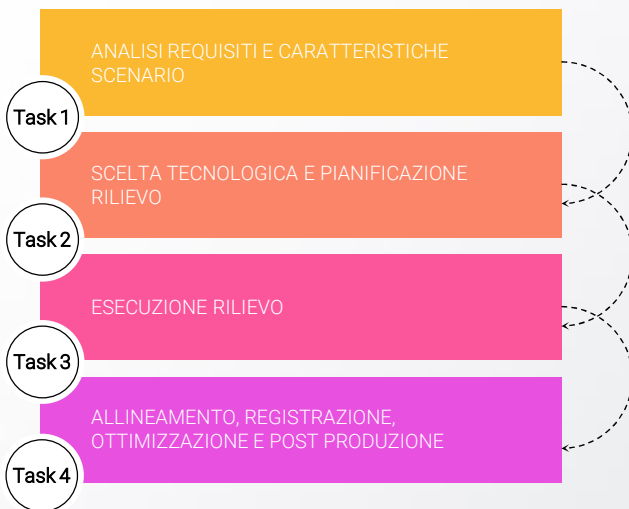 ANALISI REQUISITI E CARATTERISTICHE
SCENARIO
Task 1
SCELTA TECNOLOGICA E PIANIFICAZIONE
RILIEVO
Task 2
ESECUZIONE RILIEVO
Task 3
ALLINEAMENTO, REGISTRAZIONE,
OTTIMIZZAZIONE E POST PRODUZIONE
Task 4